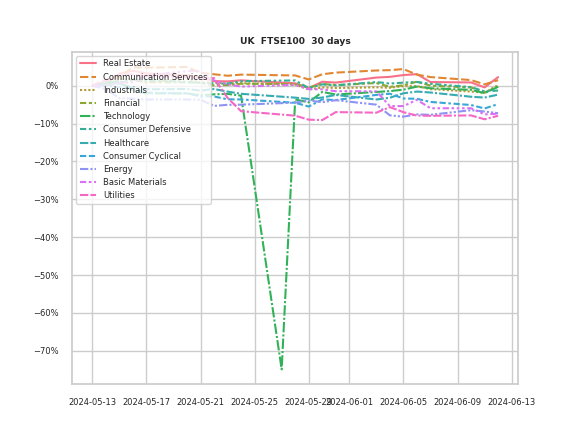 UK FTSE100 30 days
Real Estate
Communication Services
Industrials
Financial
Technology
Consumer Defensive
Healthcare
Consumer Cyclical
Energy
Basic Materials
Utilities
0%
−10%
−20%
−30%
−40%
−50%
−60%
−70%
2024-05-13 2024-05-17 2024-05-21 2024-05-25 2024-05-29 2024-06-01 2024-06-05 2024-06-09 2024-06-13